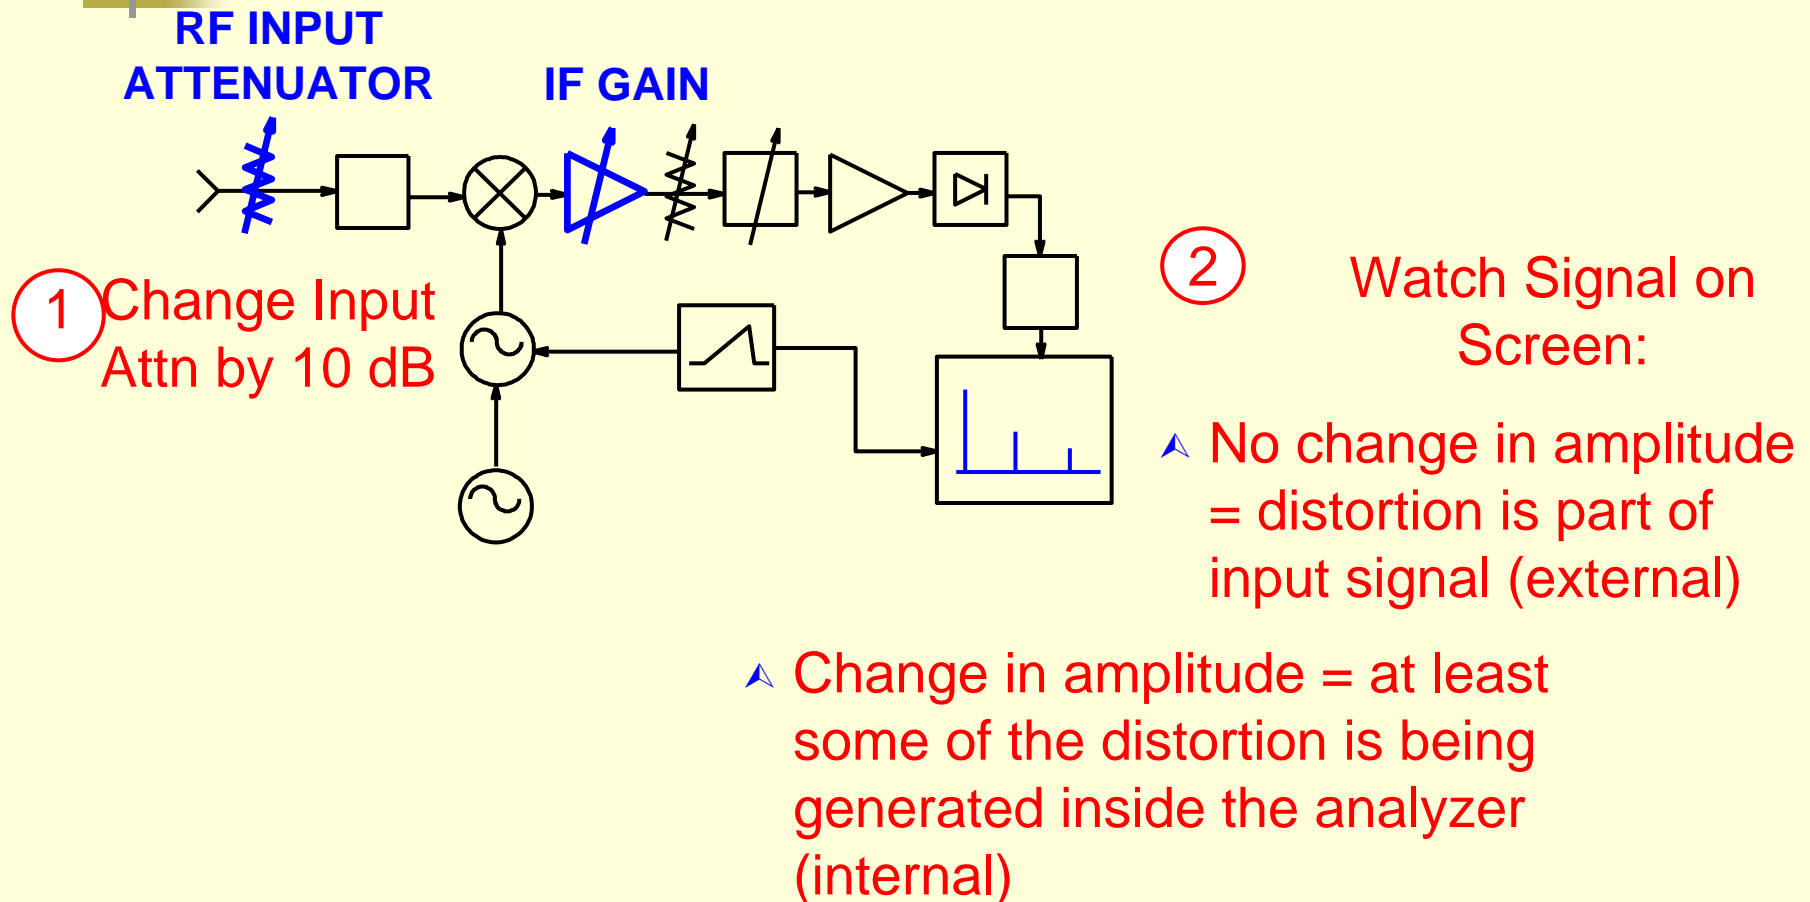 RF INPUT
ATTENUATOR
IF GAIN
1
Change Input
Attn by 10 dB
2
Watch Signal on
Screen:
No change in amplitude
= distortion is part of
input signal (external)
Change in amplitude = at least
some of the distortion is being
generated inside the analyzer
(internal)